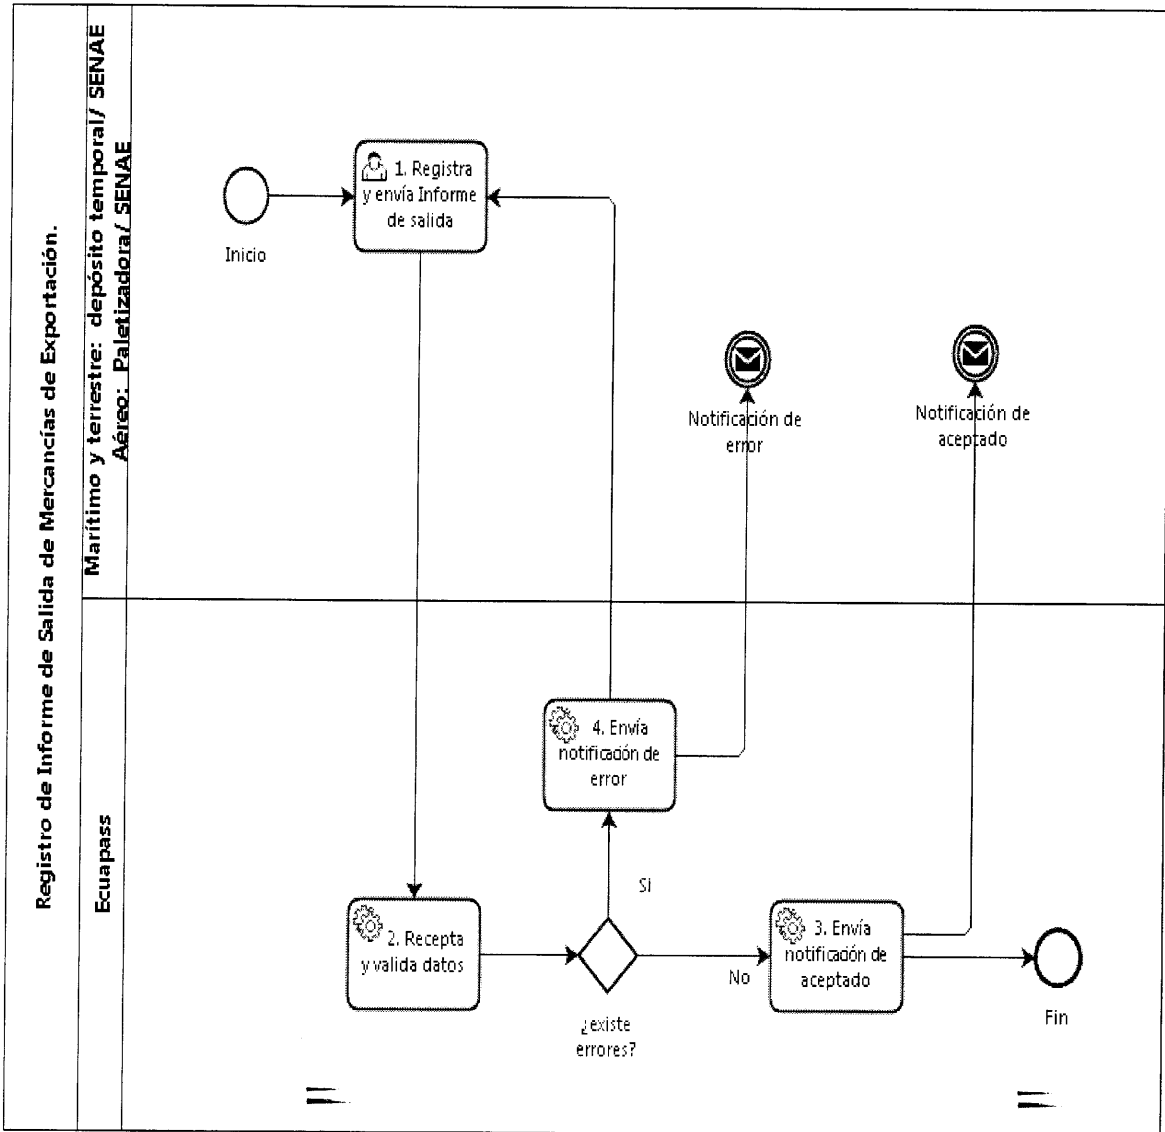 Registro de Informe de Salida de Mercancías de Exportación.
Marítimo y terrestre: depósito temporal/ SENAE
Aéreo: Paletizadora/ SENAE
Inicio
1. Registra
y envía Informe
de salida
Notificación de
error
Notificación de
aceptado
Ecuapass
4. Envía
notificación de
error
Si
2. Recepta
y valida datos
¿existe
errores?
No
3. Envía
notificación de
aceptado
Fin